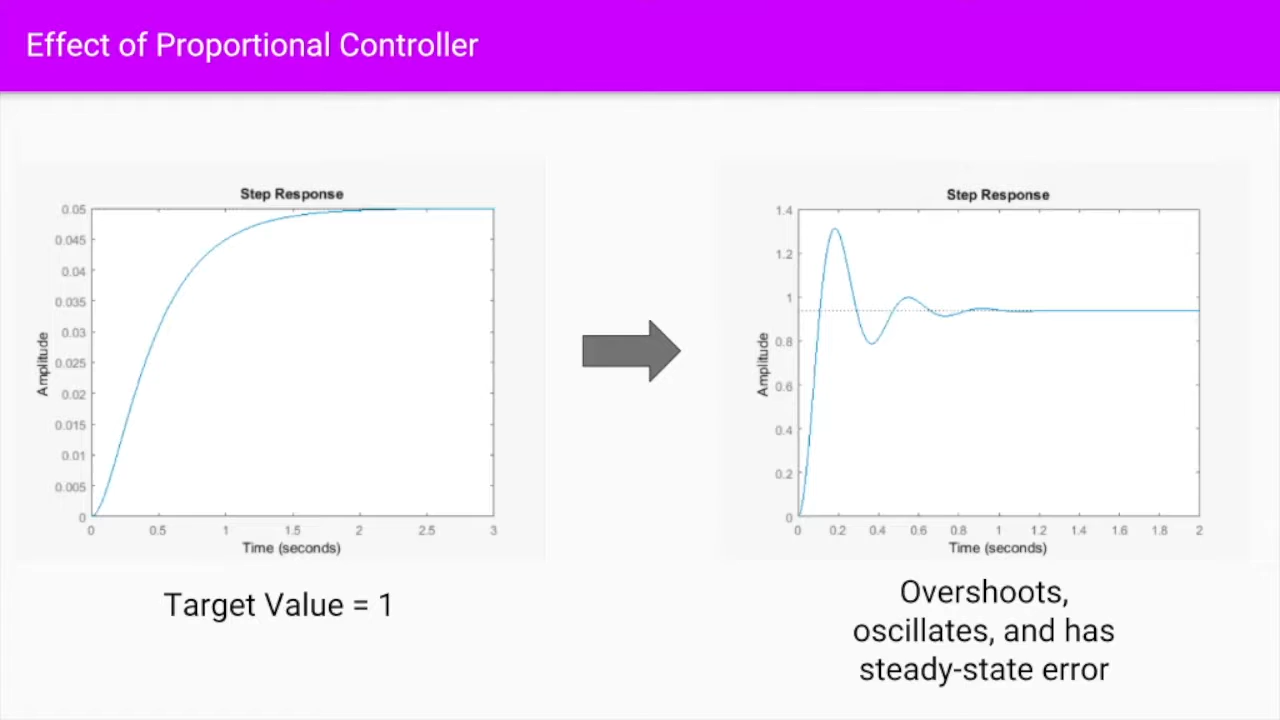 Effect of Proportional Controller
Step Response
0.05
0.045
0.04
0.035
0.03
0.025
0.02
0.015
0.01
0.005
0
Amplitude
0 0.5 1 1.5 2 2.5 3
Time (seconds)
Target Value = 1
Step Response
1.4
1.2
1
0.8
0.6
0.4
0.2
0
Amplitude
0 0.2 0.4 0.6 0.8 1 1.2 1.4 1.6 1.8 2
Time (seconds)
Overshoots,
oscillates, and has
steady-state error